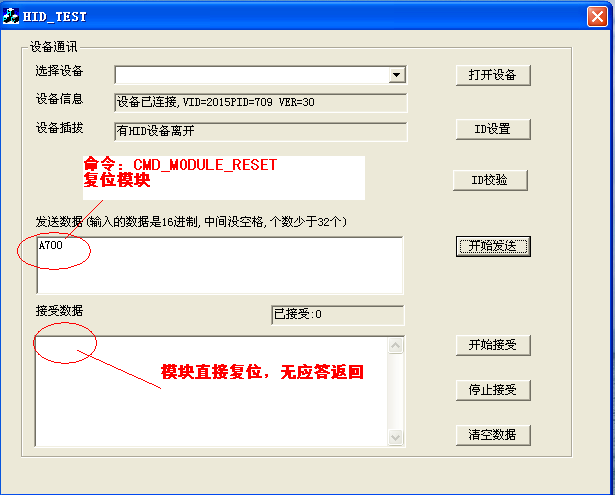 HID_TEST
设备通讯
选择设备
打开设备
设备信息
设备已连接,VID=2015PID=709 VER=30
设备插拔
有HID设备离开
ID设置
命令：CMD_MODULE_RESET
复位模块
ID校验
发送数据(输入的数据是16进制,中间没空格,个数少于32个)
A700
开始发送
接受数据
已接受:0
开始接受
模块直接复位，无应答返回
停止接受
清空数据